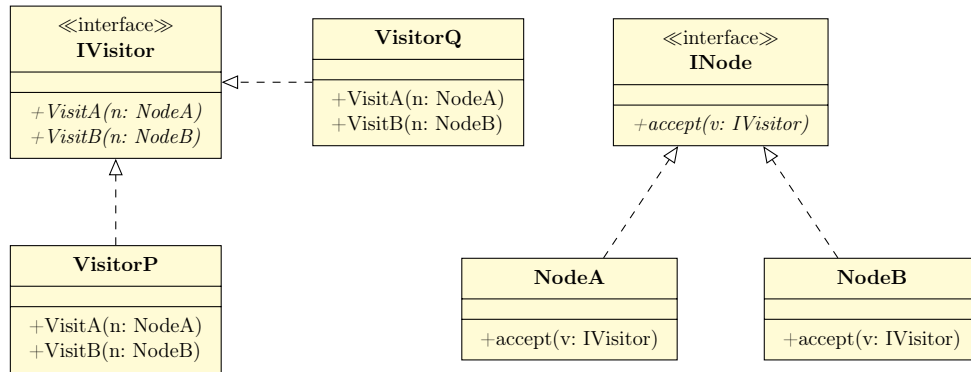 ≪interface≫
IVisitor
+VisitA(n: NodeA)
+VisitB(n: NodeB)
VisitorQ
+VisitA(n: NodeA)
+VisitB(n: NodeB)
≪interface≫
INode
+accept(v: IVisitor)
VisitorP
+VisitA(n: NodeA)
+VisitB(n: NodeB)
NodeA
+accept(v: IVisitor)
NodeB
+accept(v: IVisitor)